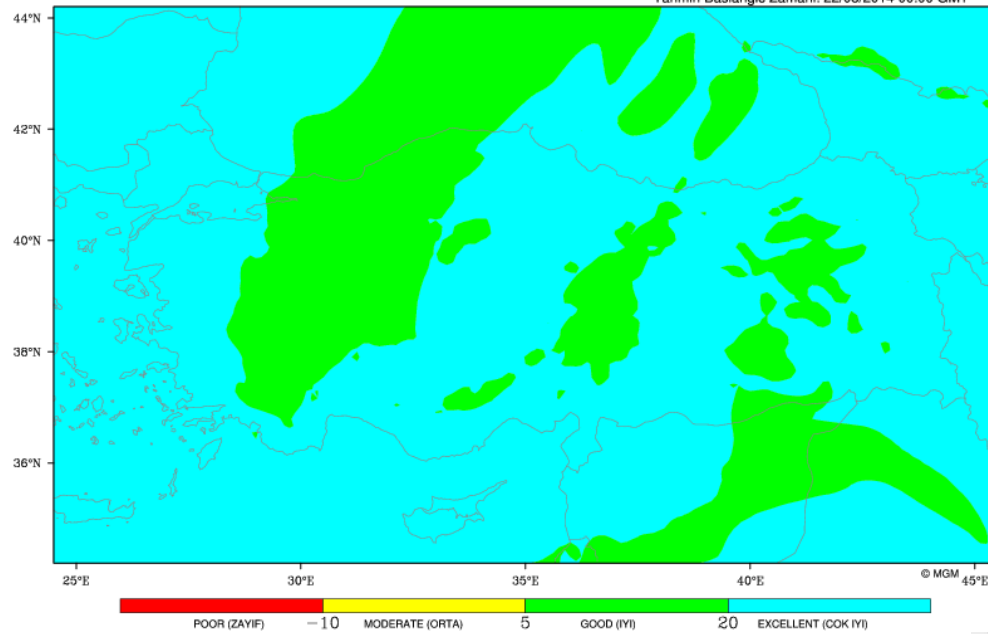 44°N
42°N
40°N
38°N
36°N
25°E
30°E
35°E
40°E
45°E
© MGM
-10
5
20
POOR (ZAYIF)
MODERATE (ORTA)
GOOD (IYI)
EXCELLENT (COK IYI)